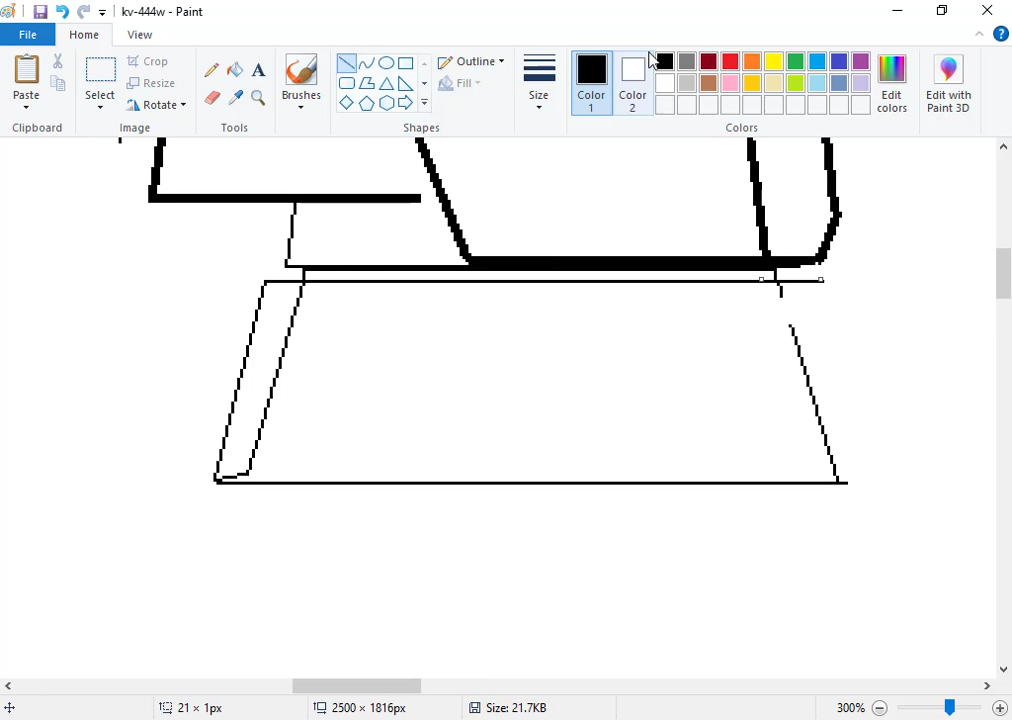 kv-444w - Paint
File
Home
View
Paste
Clipboard
Select
Crop
Resize
Rotate
Image
A
Tools
Brushes
Outline
Fill
Shapes
Size
Color 1
Color 2
Colors
Edit colors
Edit with Paint 3D
?
21 × 1px
2500 × 1816px
Size: 21.7KB
300%